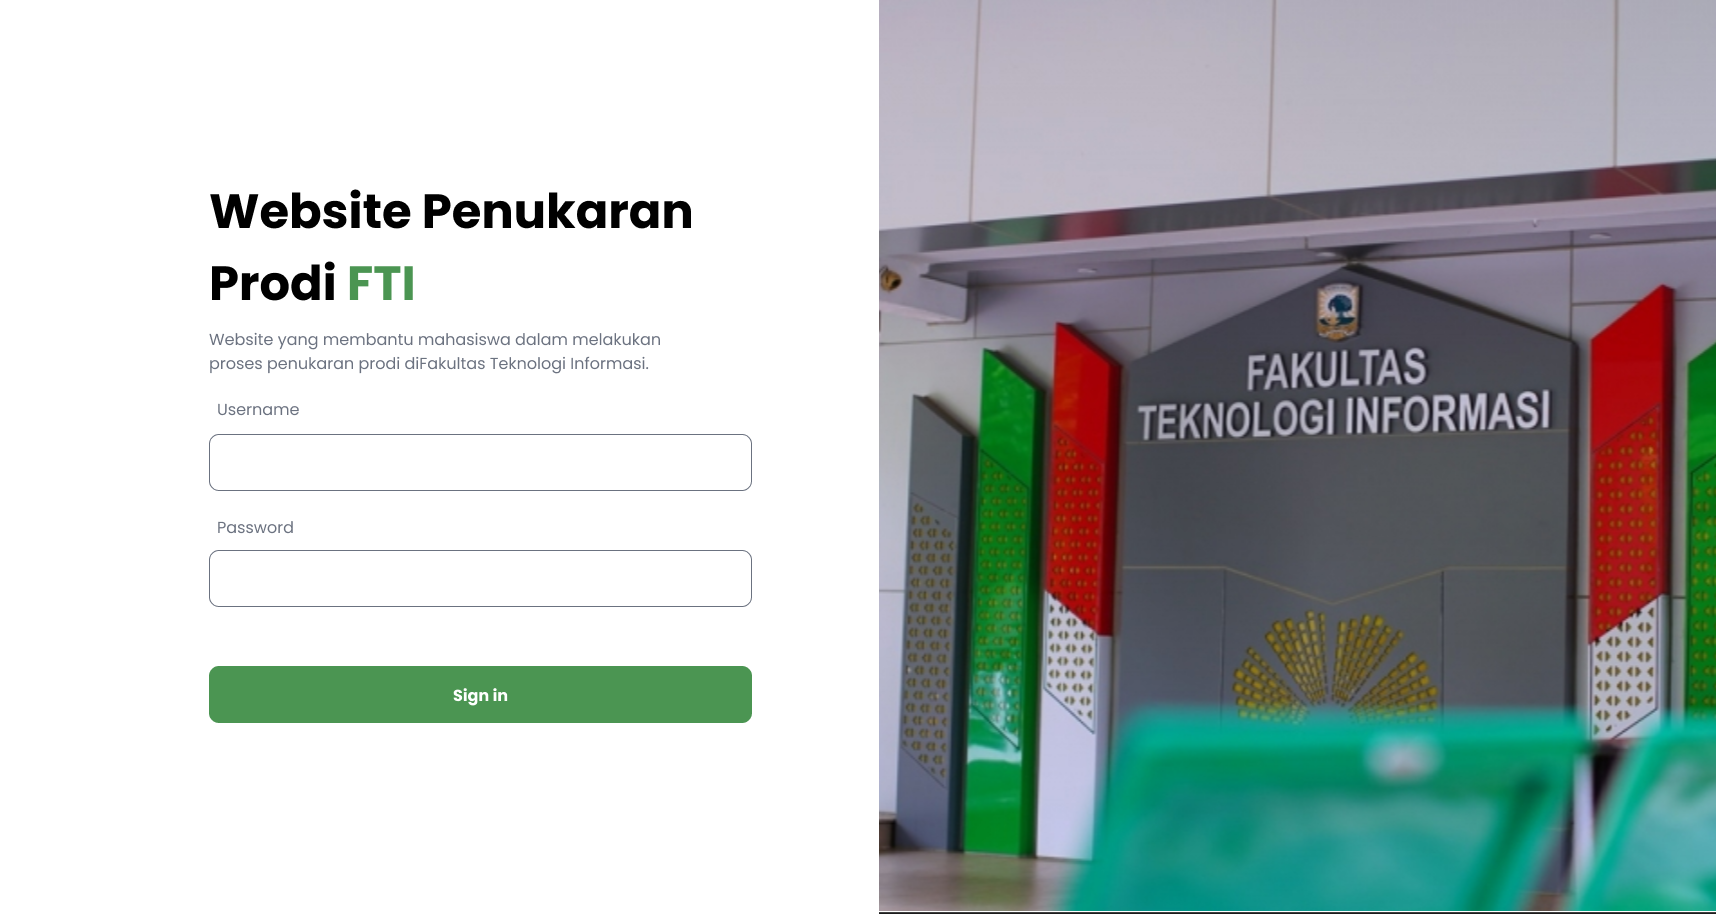 Website Penukaran
Prodi FTI
Website yang membantu mahasiswa dalam melakukan
proses penukaran prodi diFakultas Teknologi Informasi.
Username
Password
Sign in
FAKULTAS
TEKNOLOGI INFORMASI